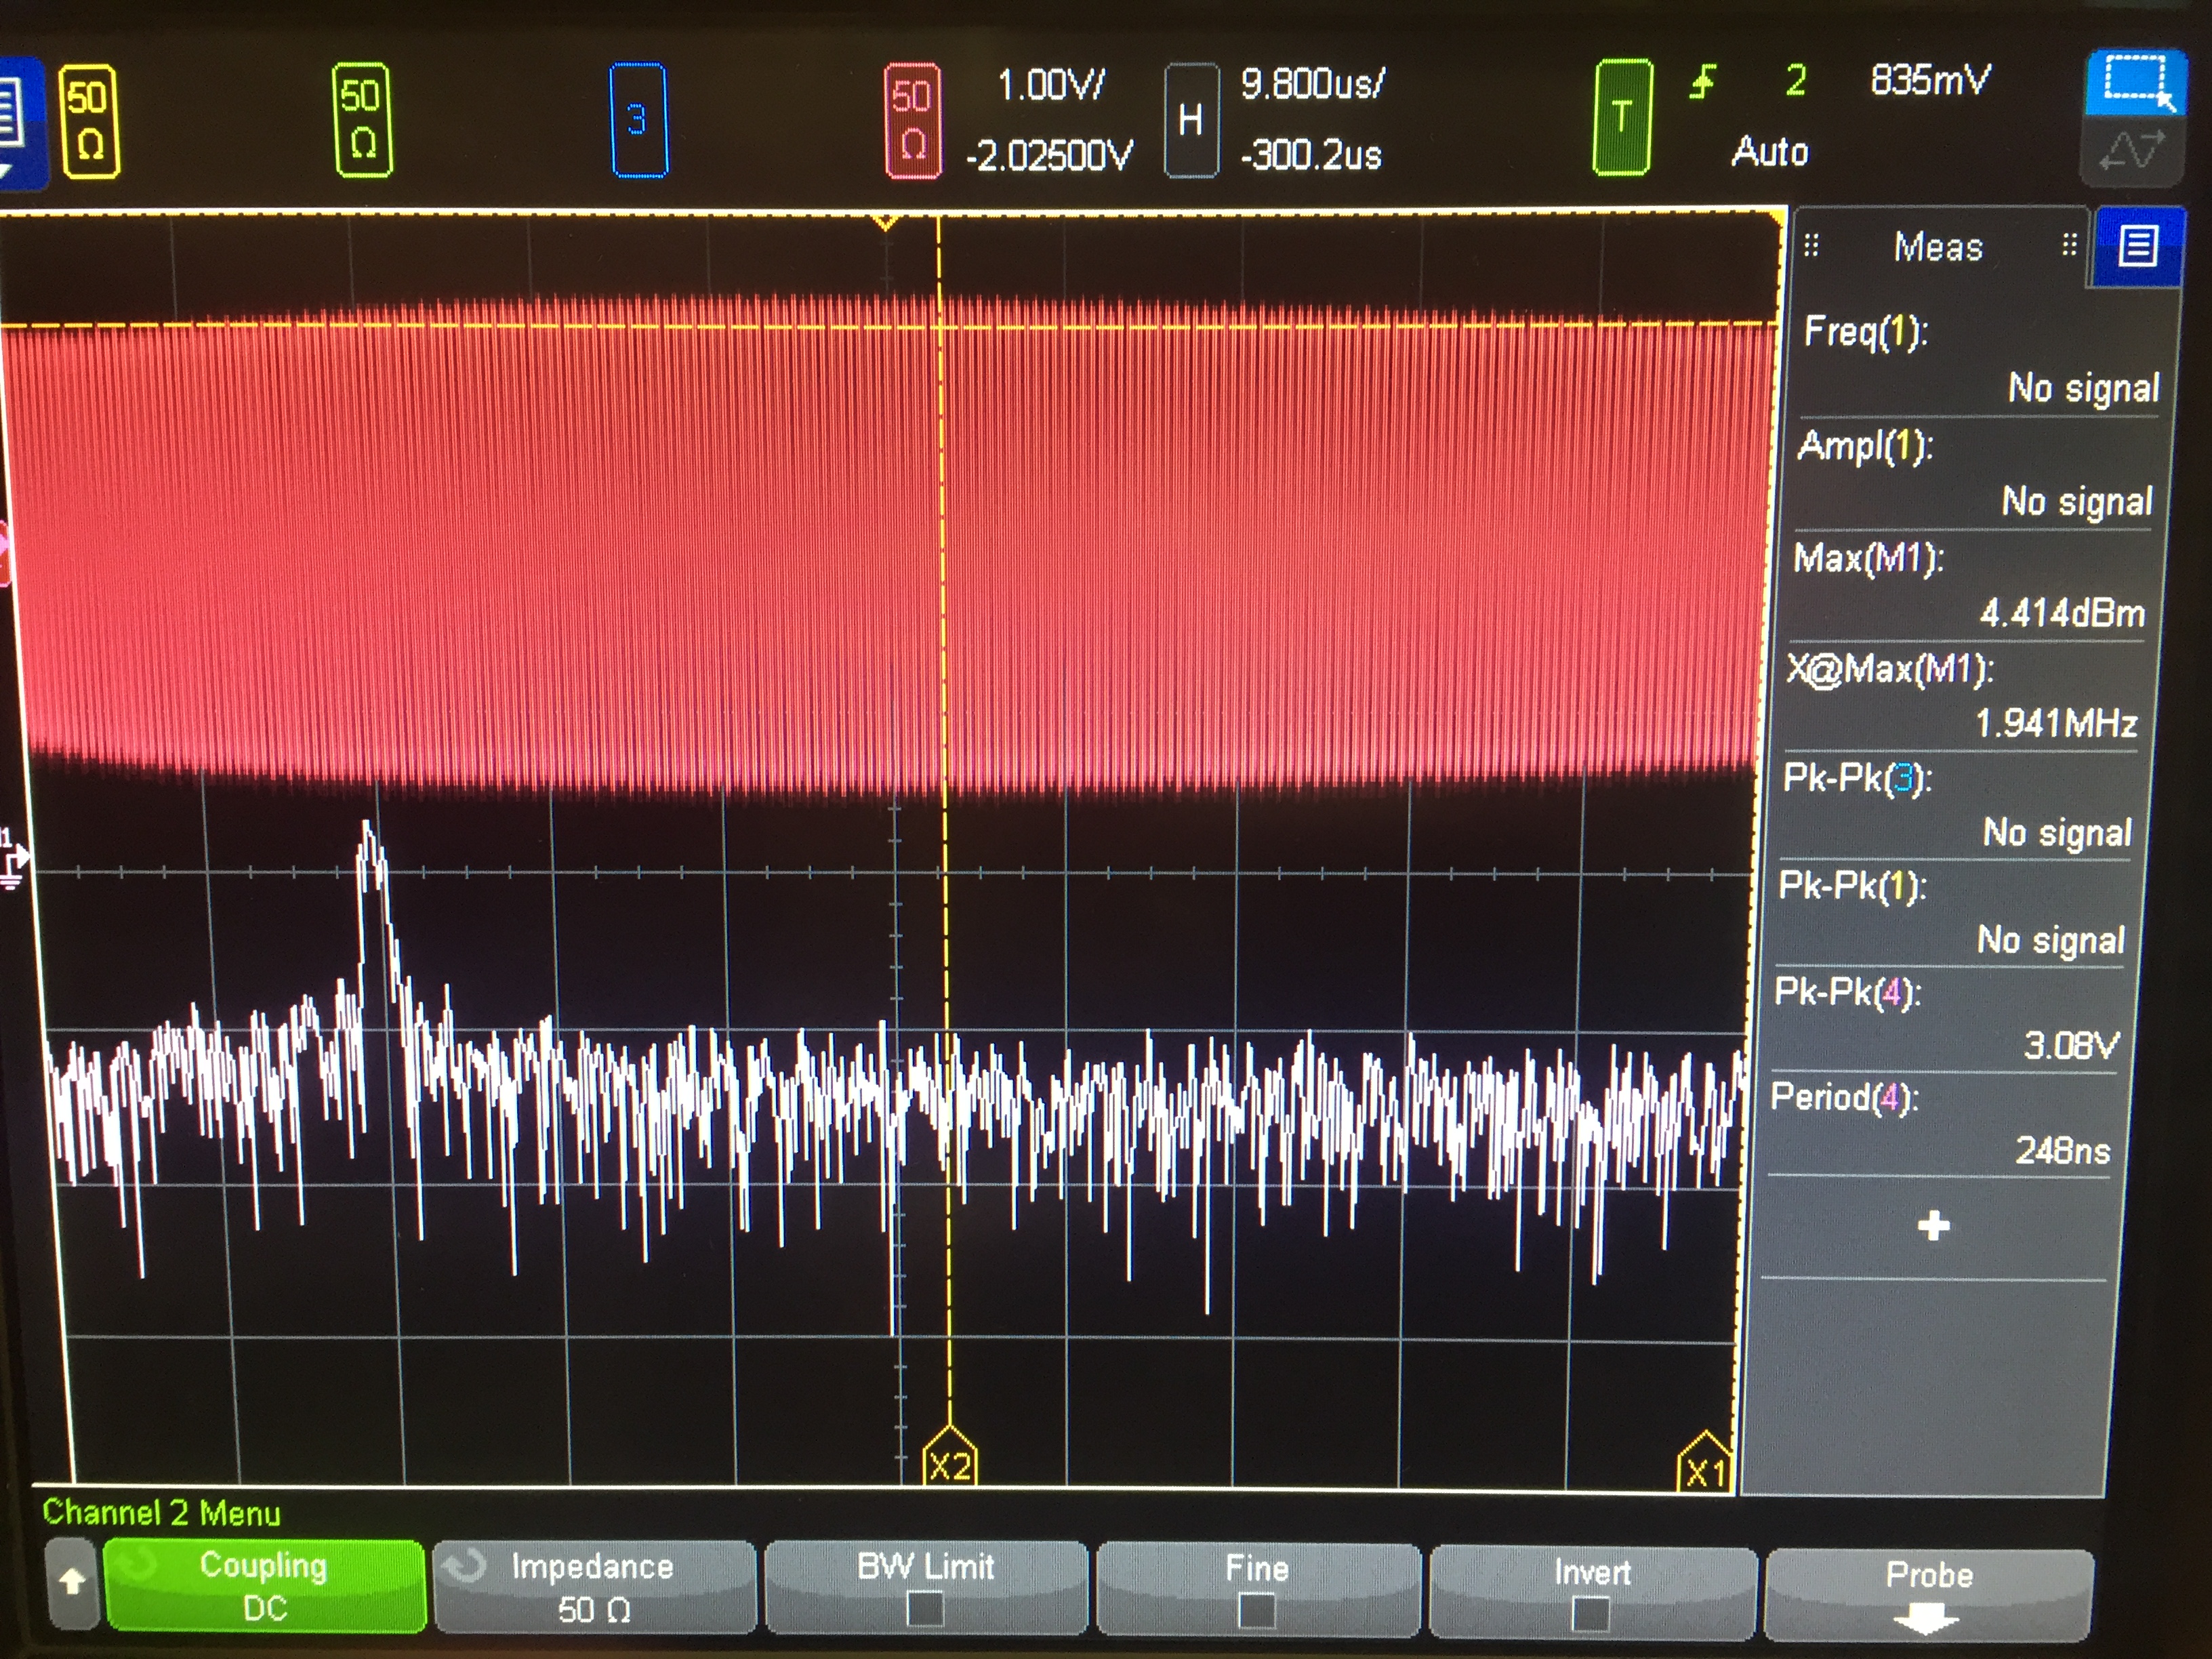 50 Ω
50 Ω
3
50 Ω
1.00V/
-2.02500V
H
9.800us/
-300.2us
T
2
835mV
Auto
Meas
Freq(1):
No signal
Ampl(1):
No signal
Max(M1):
4.414dBm
X@Max(M1):
1.941MHz
Pk-Pk(3):
No signal
Pk-Pk(1):
No signal
Pk-Pk(4):
3.08V
Period(4):
248ns
X2
X1
Channel 2 Menu
Coupling
DC
Impedance
50 Ω
BW Limit
Fine
Invert
Probe